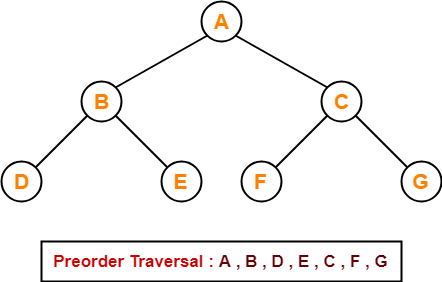 A
B
C
D
E
F
G
Preorder Traversal : A , B , D , E , C , F , G